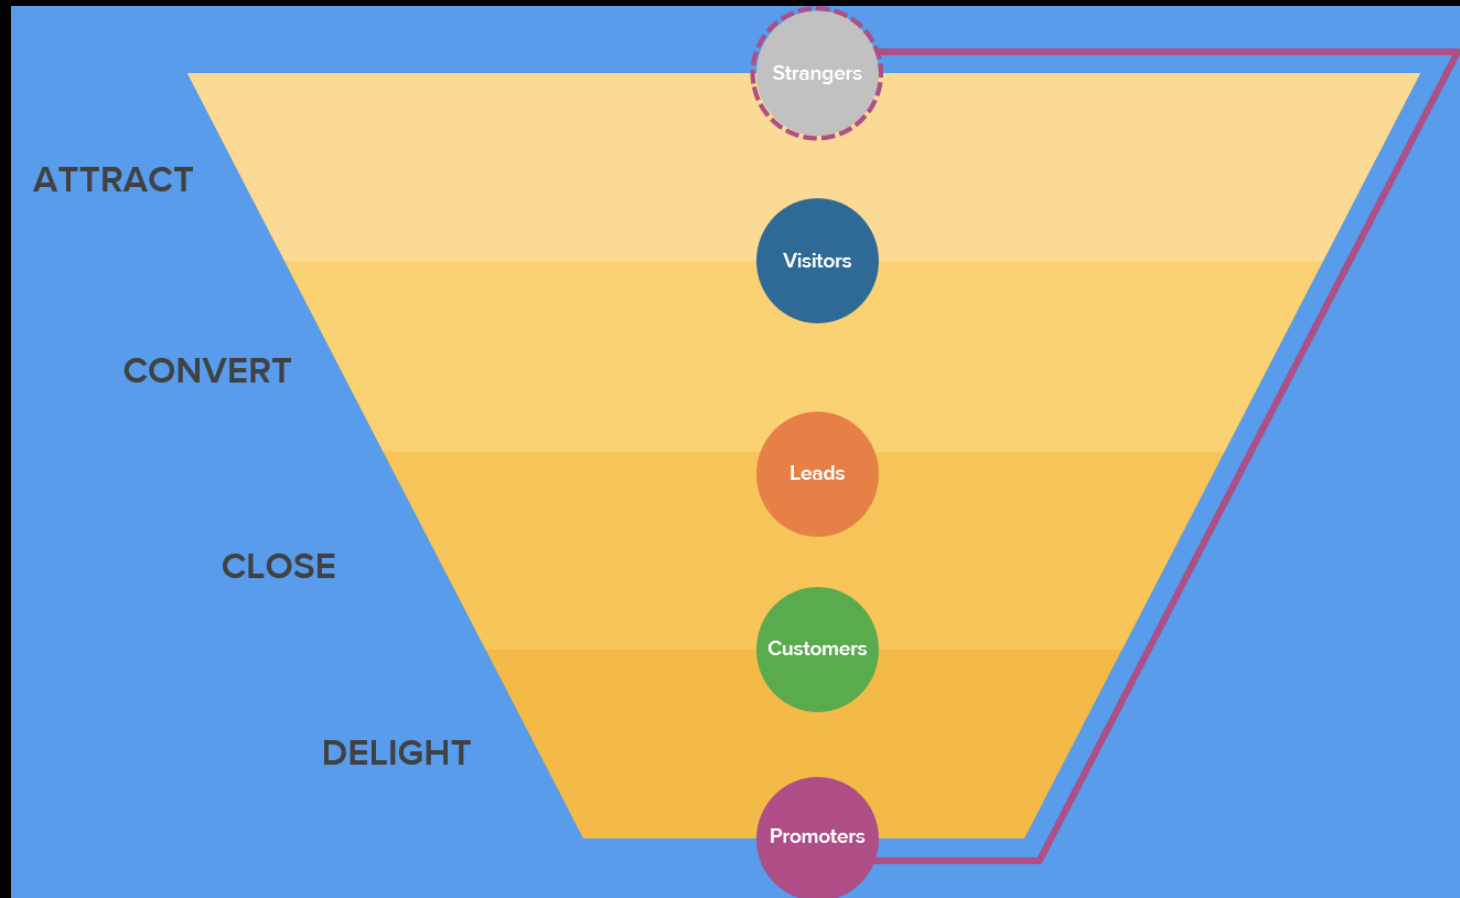 Strangers
ATTRACT
Visitors
CONVERT
Leads
CLOSE
Customers
DELIGHT
Promoters